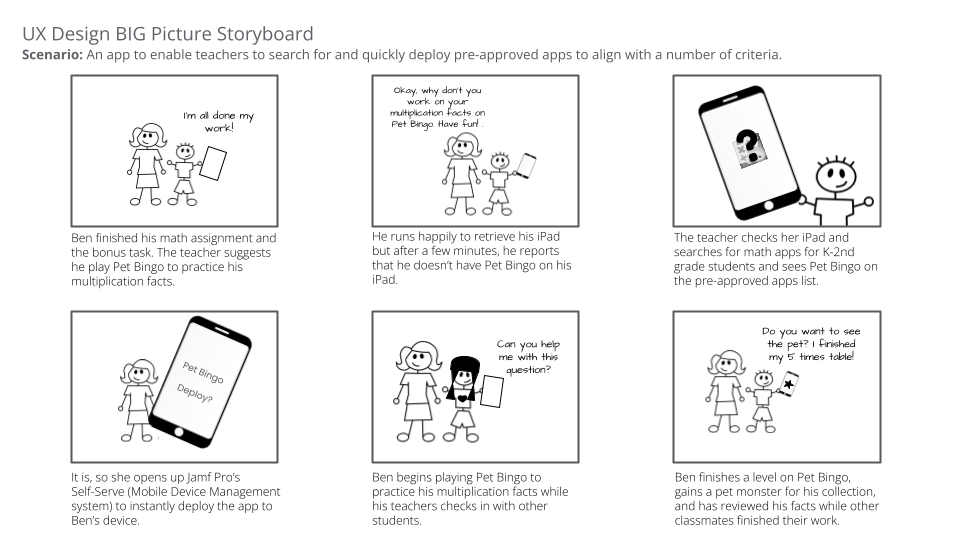 UX Design BIG Picture Storyboard
Scenario: An app to enable teachers to search for and quickly deploy pre-approved apps to align with a number of criteria.
I'm all done my
work!
Ben finished his math assignment and
the bonus task. The teacher suggests
he play Pet Bingo to practice his
multiplication facts.
Okay, why don't you
work on your
multiplication facts on
Pet Bingo. Have fun! .
He runs happily to retrieve his iPad
but after a few minutes, he reports
that he doesn't have Pet Bingo on his
iPad.
?
The teacher checks her iPad and
searches for math apps for K-2nd
grade students and sees Pet Bingo on
the pre-approved apps list.
Pet Bingo
Deploy?
It is, so she opens up Jamf Pro's
Self-Serve (Mobile Device Management
system) to instantly deploy the app to
Ben's device.
Can you help
me with this
question?
Ben begins playing Pet Bingo to
practice his multiplication facts while
his teachers checks in with other
students.
Do you want to see
the pet? I finished
my 5 times table!
Ben finishes a level on Pet Bingo,
gains a pet monster for his collection,
and has reviewed his facts while other
classmates finished their work.